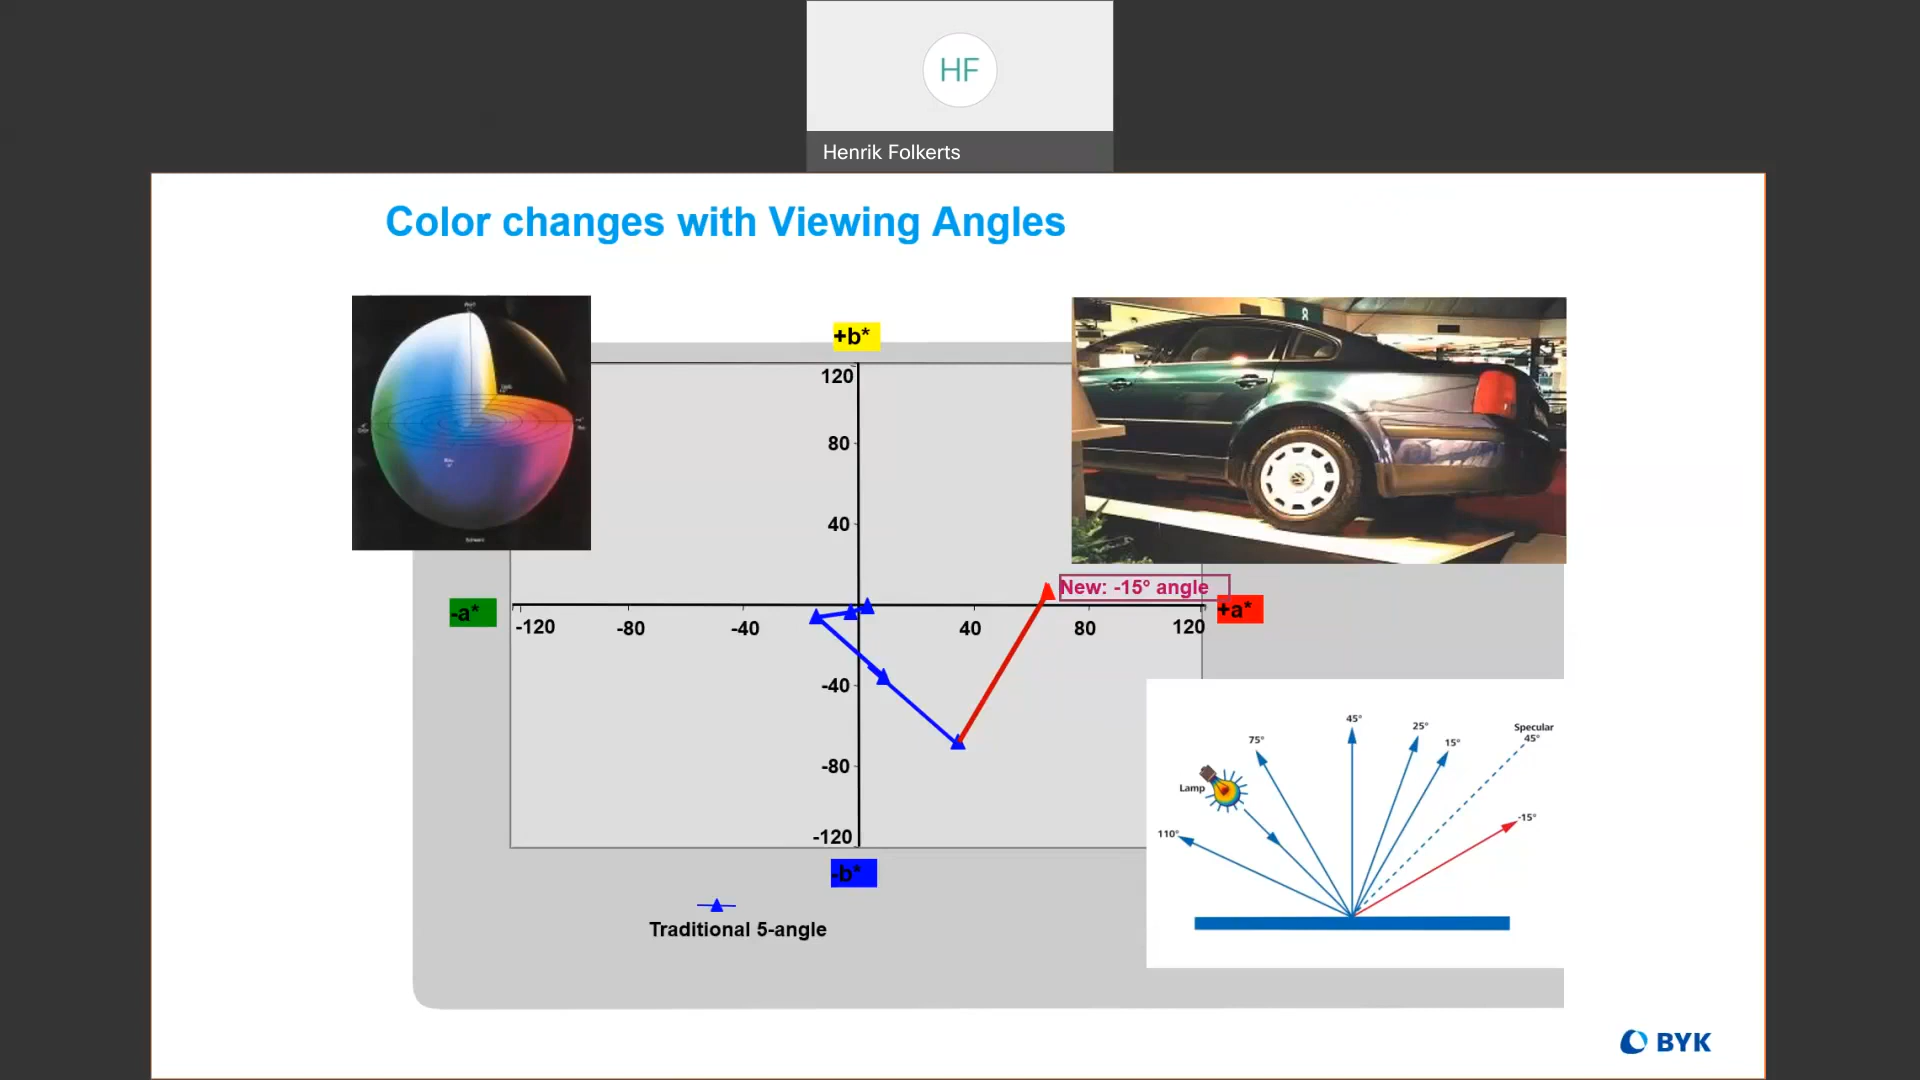 HF
Henrik Folkerts
Color changes with Viewing Angles
+b*
120
80
40
8
New: -15° angle
-a*
+a*
-120
-80
-40
40
80
120
-40
-80
-120
-b*
Traditional 5-angle
45°
25°
Specular
45°
75°
15°
Lamp
-15°
110°
BYK